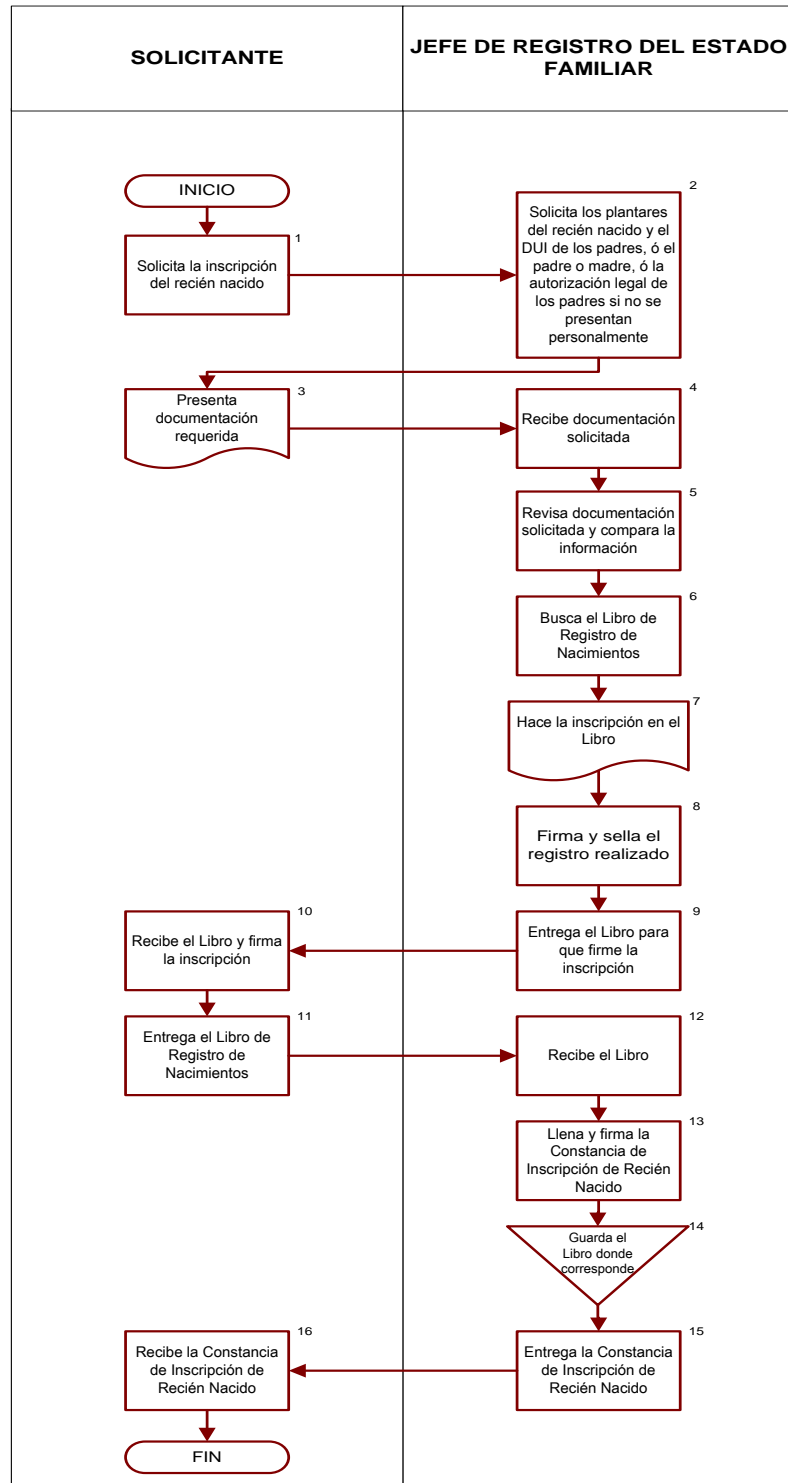 SOLICITANTE
JEFE DE REGISTRO DEL ESTADO
FAMILIAR
INICIO
1
Solicita la inscripción
del recién nacido
2
Solicita los plantares
del recién nacido y el
DUI de los padres, ó el
padre o madre, ó la
autorización legal de
los padres si no se
presentan
personalmente
3
Presenta
documentación
requerida
4
Recibe documentación
solicitada
5
Revisa documentación
solicitada y compara la
información
6
Busca el Libro de
Registro de
Nacimientos
7
Hace la inscripción en el
Libro
8
Firma y sella el
registro realizado
9
Entrega el Libro para
que firme la
inscripción
10
Recibe el Libro y firma
la inscripción
11
Entrega el Libro de
Registro de
Nacimientos
12
Recibe el Libro
13
Llena y firma la
Constancia de
Inscripción de Recién
Nacido
14
Guarda el
Libro donde
corresponde
15
Entrega la Constancia
de Inscripción de
Recién Nacido
16
Recibe la Constancia
de Inscripción de
Recién Nacido
FIN